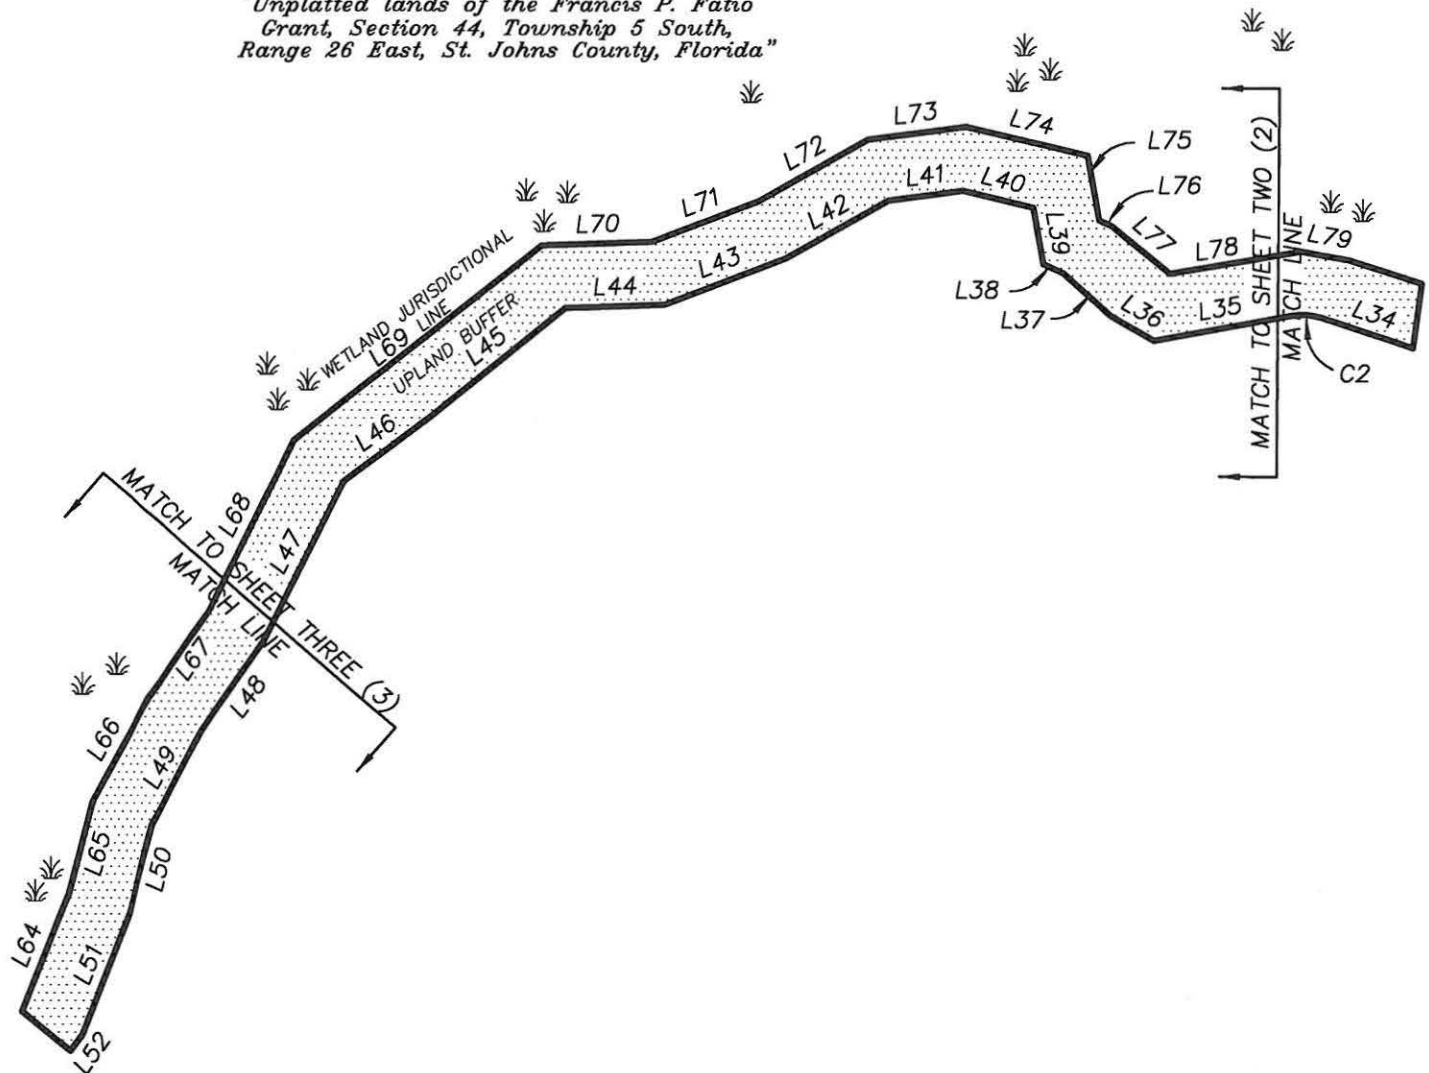 "Unplatted lands of the Francis P. Fatio
Grant, Section 44, Township 5 South,
Range 26 East, St. Johns County, Florida"
L73
L74
L75
L72
L76
L41
L40
L71
L42
L39
L77
L70
L78
L79
L43
L38
L44
L37
L36
L35
L34
C2
MATCH TO SHEET TWO (2)
MATCH LINE
WETLAND JURISDICTIONAL
LINE
L69
UPLAND BUFFER
L45
L46
L68
L47
MATCH TO SHEET THREE (3)
MATCH LINE
L67
L48
L66
L49
L65
L50
L64
L51
L52